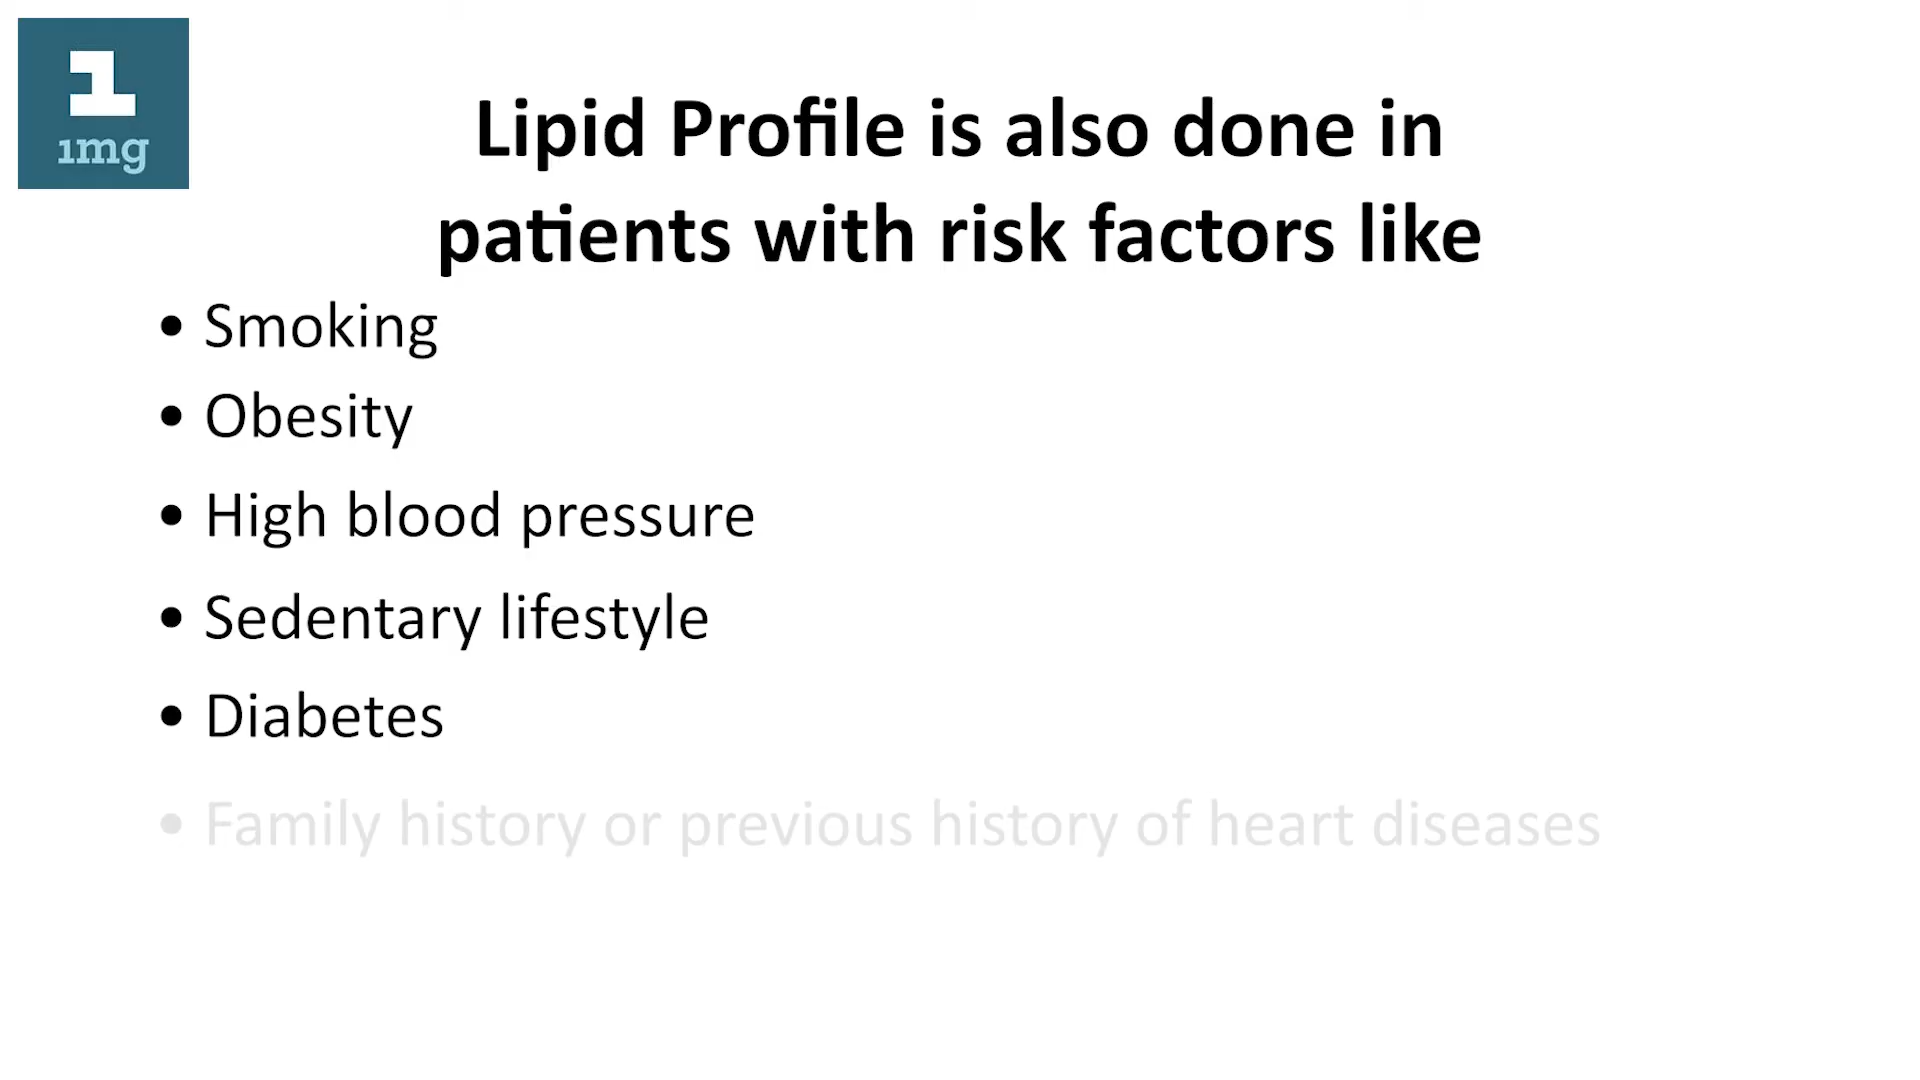 1
1mg
Lipid Profile is also done in
patients with risk factors like
• Smoking
• Obesity
• High blood pressure
• Sedentary lifestyle
• Diabetes
• Family history or previous history of heart diseases